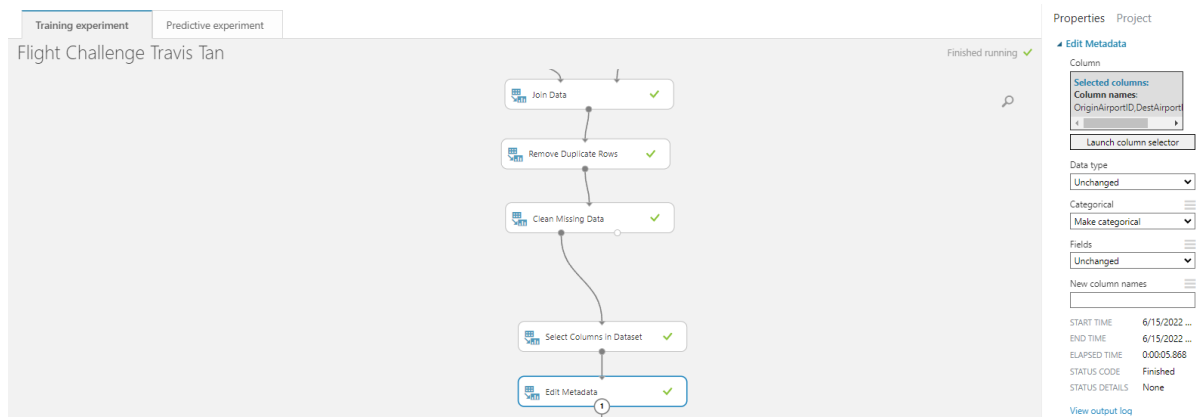 Training experiment
Predictive experiment
Flight Challenge Travis Tan
Finished running
Join Data
Remove Duplicate Rows
Clean Missing Data
Select Columns in Dataset
Edit Metadata
1
Properties Project
Edit Metadata
Column
Selected columns:
Column names:
OriginAirportID,DestAirportI
Launch column selector
Data type
Unchanged
Categorical
Make categorical
Fields
Unchanged
New column names
START TIME 6/15/2022 ...
END TIME 6/15/2022 ...
ELAPSED TIME 0:00:05.868
STATUS CODE Finished
STATUS DETAILS None
View output log